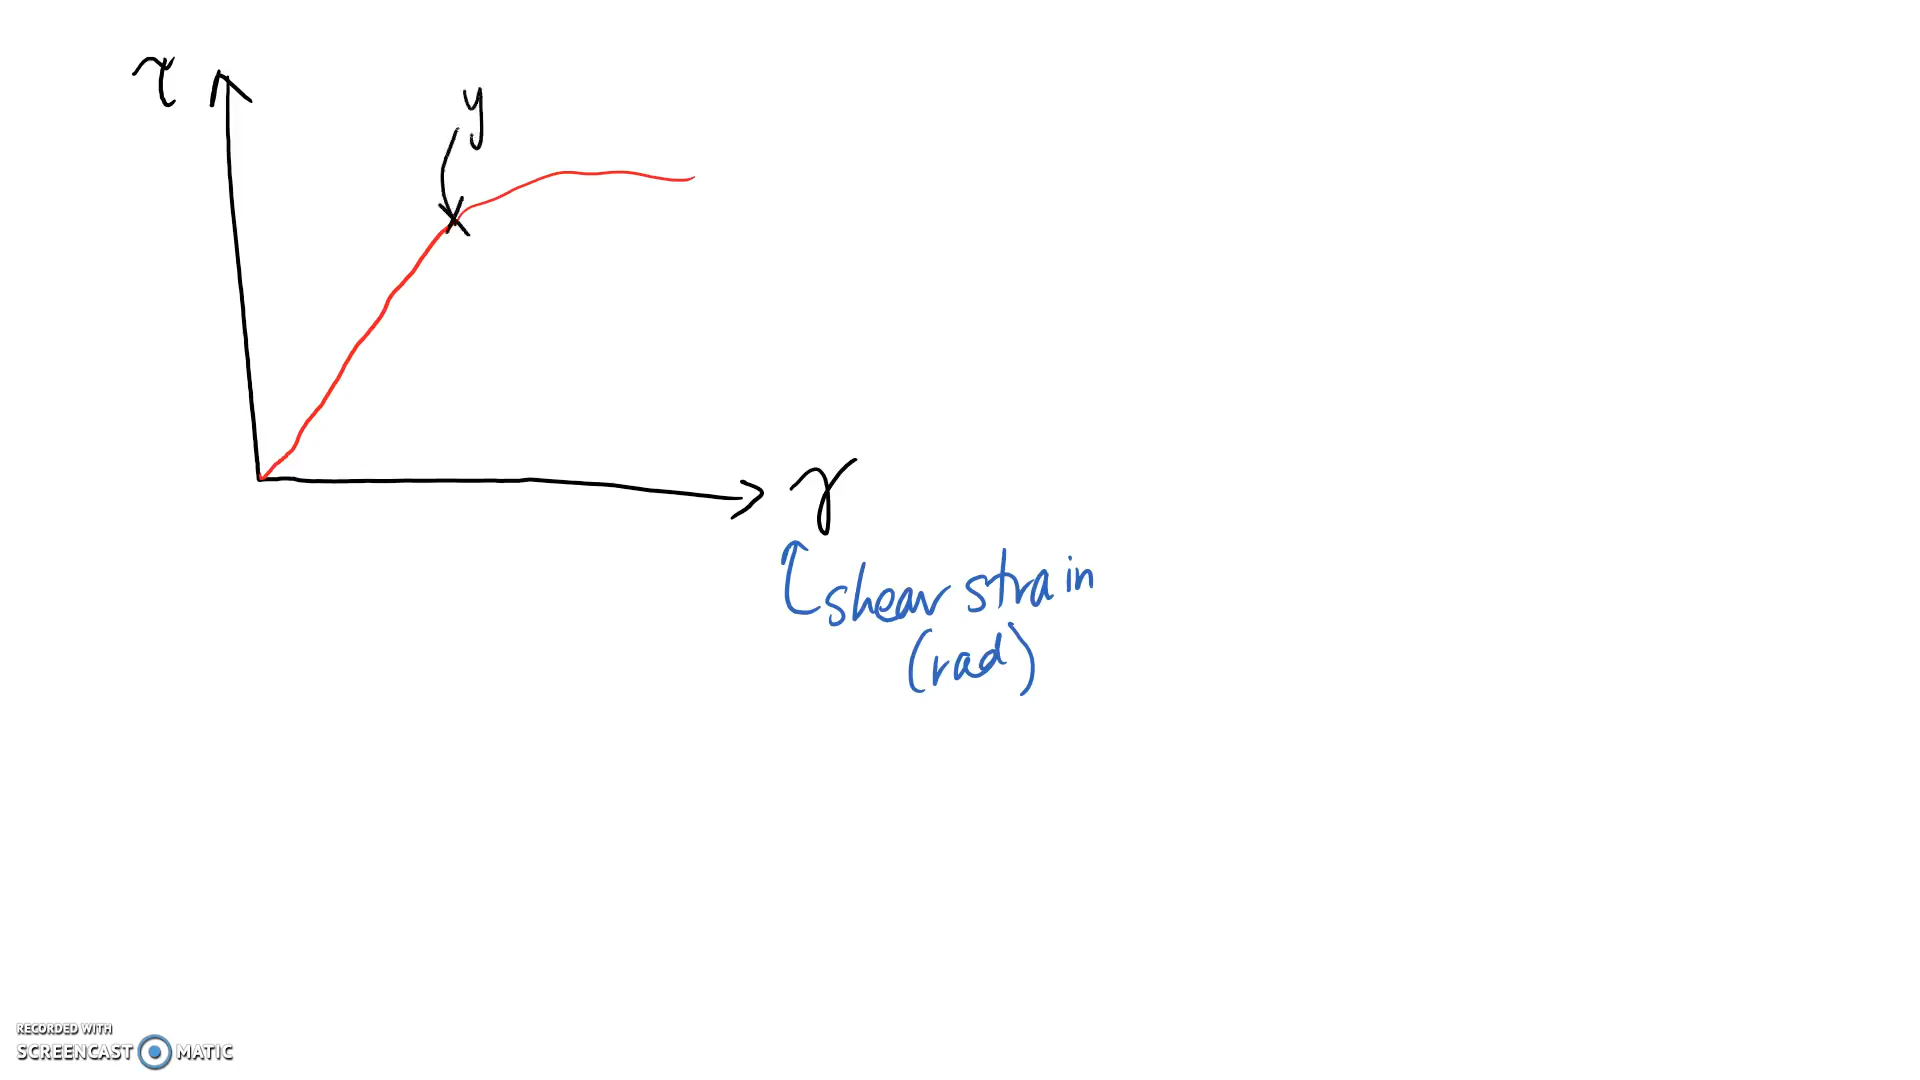 τ
y
γ
shear strain
(rad)
RECORDED WITH
SCREENCAST MATIC